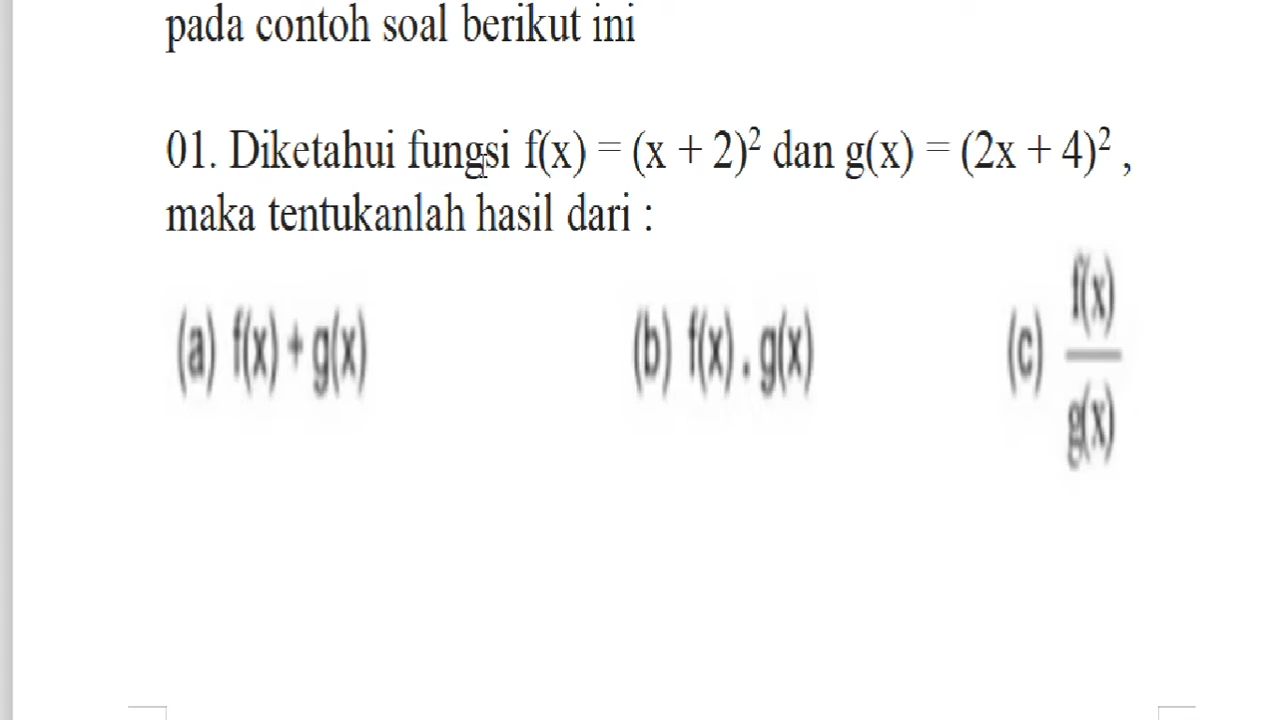 pada contoh soal berikut ini
01. Diketahui fungsi f(x) = (x + 2)² dan g(x) = (2x + 4)² ,
maka tentukanlah hasil dari :
(a) f(x) + g(x) (b) f(x) . g(x) (c) f(x)
g(x)